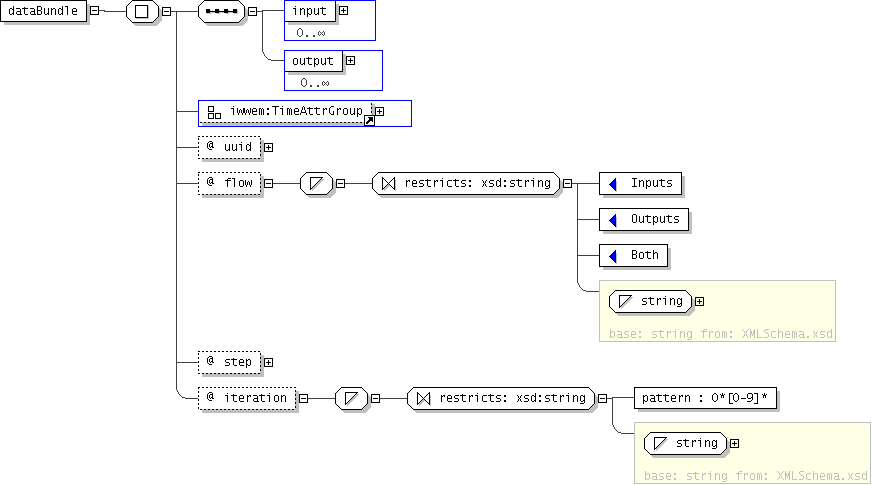 dataBundle
input
0..∞
output
0..∞
iwwem:TimeAttrGroup
@ uuid
@ flow
restricts: xsd:string
Inputs
Outputs
Both
string
base: string from: XMLSchema.xsd
@ step
@ iteration
restricts: xsd:string
pattern : 0*[0-9]*
string
base: string from: XMLSchema.xsd